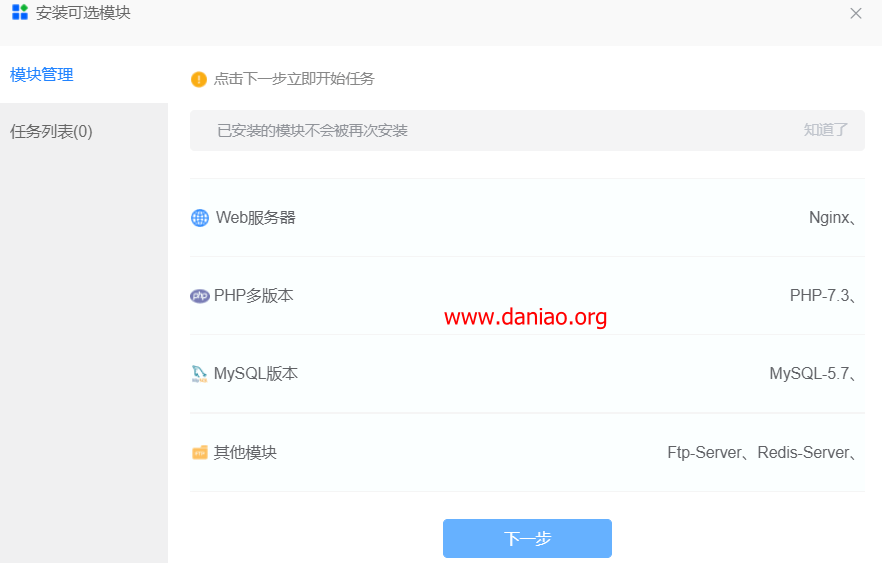 安装可选模块
模块管理
任务列表(0)
点击下一步立即开始任务
已安装的模块不会被再次安装 知道了
Web服务器 Nginx、
PHP多版本 PHP-7.3、
www.daniao.org
MySQL版本 MySQL-5.7、
其他模块 Ftp-Server、Redis-Server、
下一步